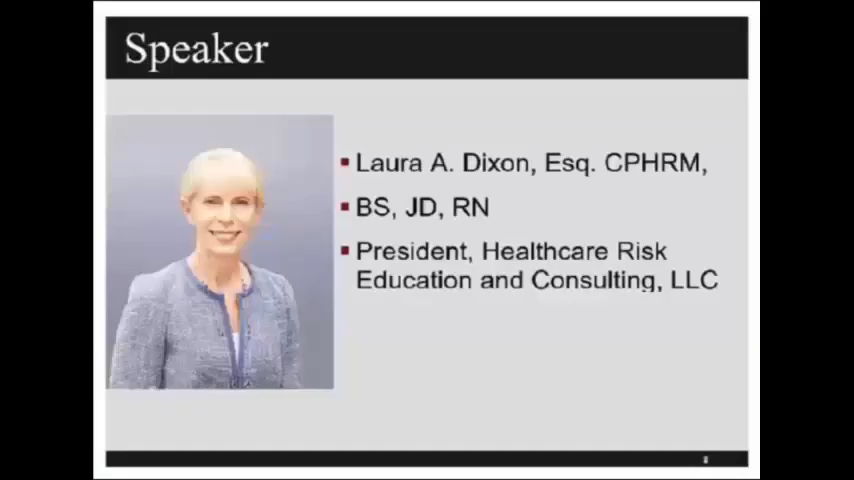 Speaker
Laura A. Dixon, Esq. CPHRM,
BS, JD, RN
President, Healthcare Risk
Education and Consulting, LLC